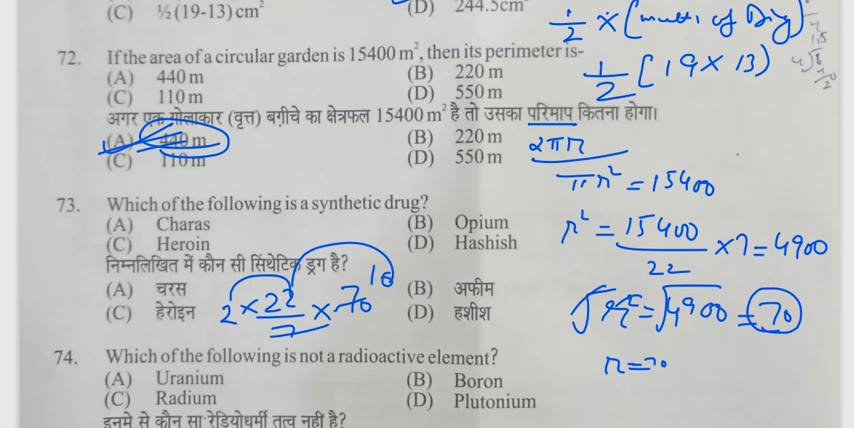 (C) ½(19-13)cm² (D) 244.5cm²
1/2 × (multi of Dig)
72. If the area of a circular garden is 15400 m², then its perimeter is-
1/2 [19 × 13)
(A) 440 m (B) 220 m
(C) 110 m (D) 550 m
अगर एक गोलाकार (वृत्त) बग़ीचे का क्षेत्रफल 15400 m² है तो उसका परिमाप कितना होगा।
(A) 440 m (B) 220 m
2πr
(C) 110 m (D) 550 m
πr² = 15400
73. Which of the following is a synthetic drug?
(A) Charas (B) Opium
r² = 15400/22 × 7 = 4900
(C) Heroin (D) Hashish
निम्नलिखित में कौन सी सिंथेटिक ड्रग है?
(A) चरस (B) अफीम
2 × 22/7 × 70 10
(C) हेरोइन (D) हशीश
√r² = √4900 = 70
74. Which of the following is not a radioactive element?
r = 70
(A) Uranium (B) Boron
(C) Radium (D) Plutonium
इनमे से कौन सा रेडियोधर्मी तत्व नहीं है?